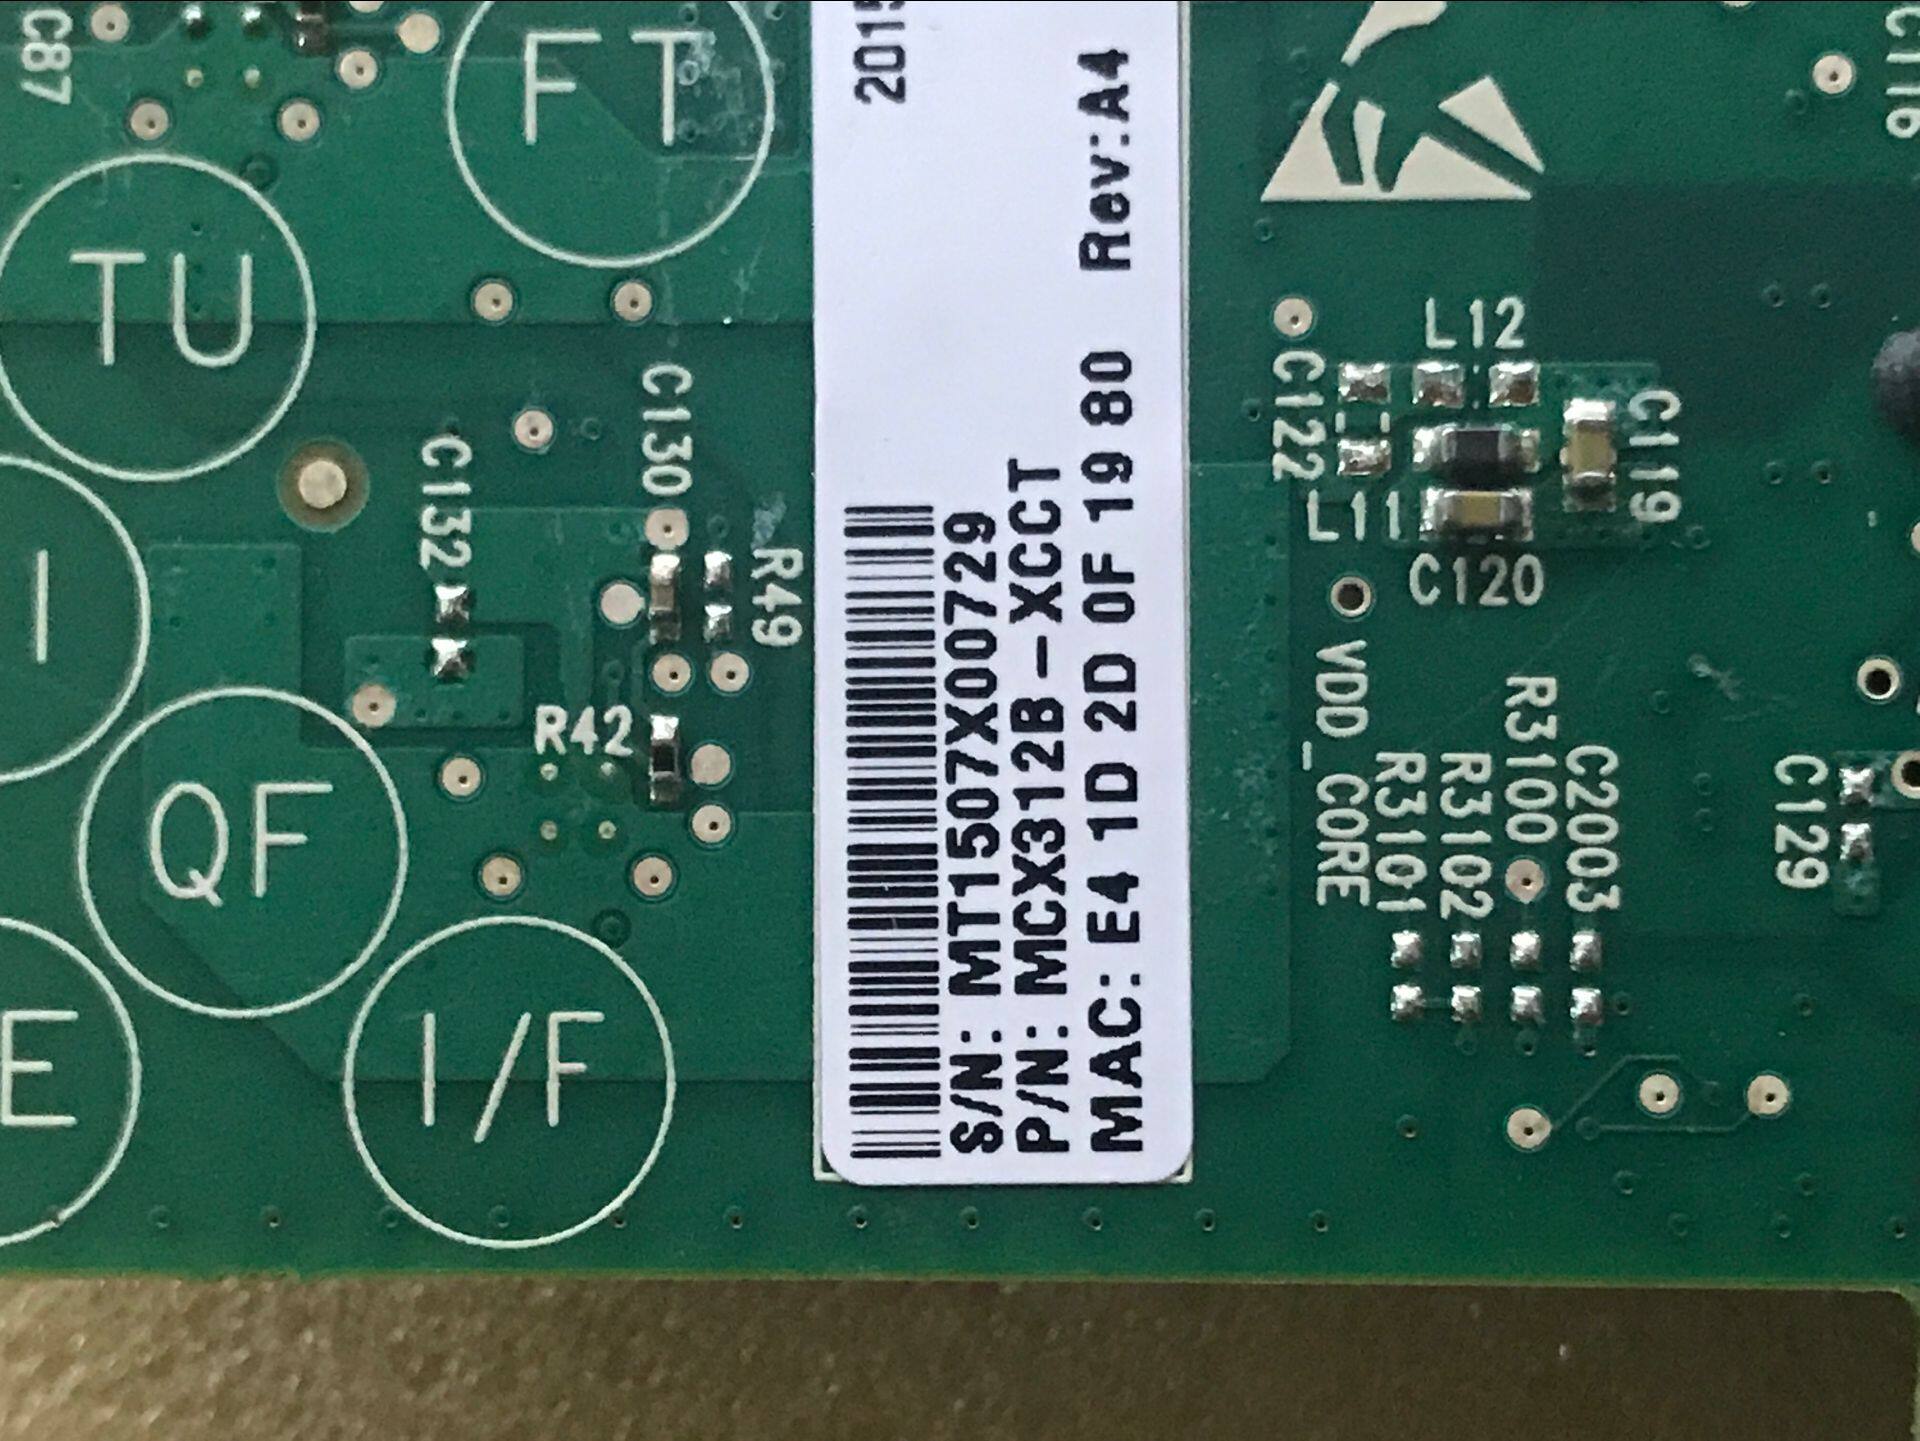 C87
FT
TU
I
QF
E
I/F
C132
C130
R49
R42
2015
S/N: MT1507X00729
P/N: MCX312B-XCCT Rev:A4
MAC: E4 1D 2D 0F 19 80
C116
L12
C122
C119
L11
C120
VDD_CORE
R3101
R3102
R3100
C2003
C129